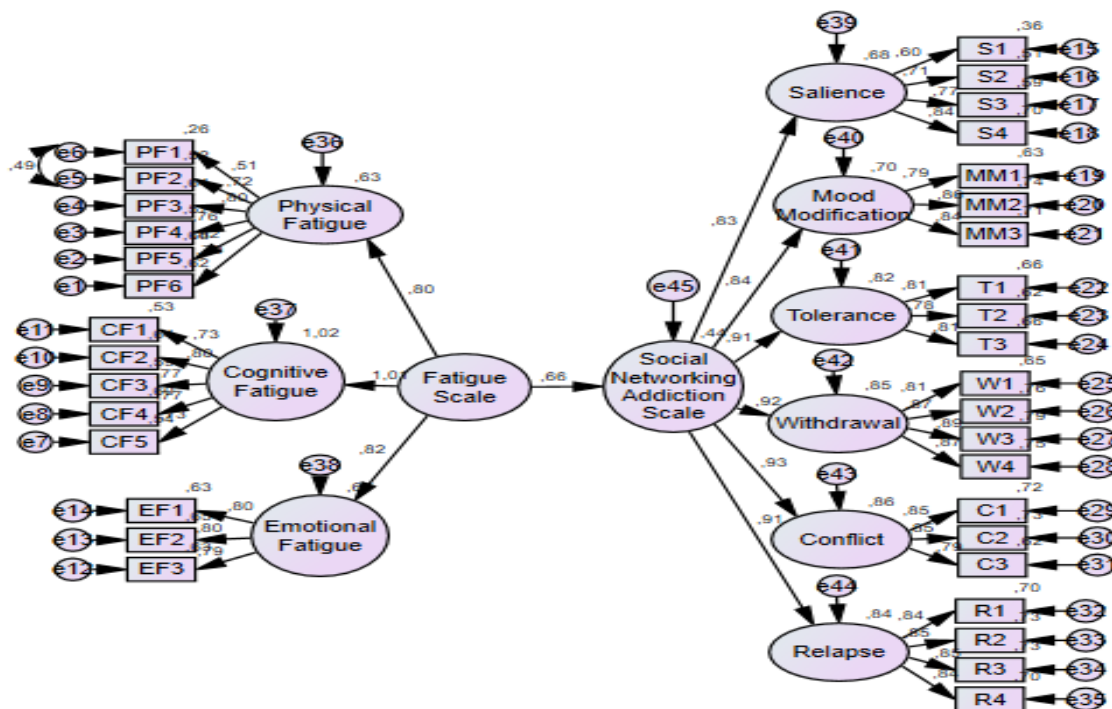 e39
,36
S1
e15
,68
,60
,71
S2
e16
Salience
,77
S3
e17
,84
S4
e18
e40
,63
,70
,79
MM1
e19
Mood
Modification
MM2
e20
,84
MM3
e21
,83
,84
e41
,66
,82
,81
T1
e22
Tolerance
,78
T2
e23
,81
T3
e24
,44
,91
e42
,65
,85
,81
W1
e25
Withdrawal
,87
W2
e26
,89
W3
e27
,87
W4
e28
,92
e45
Social
Networking
Addiction
Scale
,66
,93
,91
e43
,72
,86
,85
C1
e29
Conflict
,85
C2
e30
,79
C3
e31
e44
,70
,84
,84
R1
e32
Relapse
,85
R2
e33
,85
R3
e34
,84
R4
e35
,26
e36
e6
PF1
,49
,51
,63
e5
PF2
,72
e4
PF3
,80
Physical
Fatigue
e3
PF4
,76
e2
PF5
e1
PF6
,62
,80
,53
e37
1,02
e11
CF1
,73
e10
CF2
,86
Cognitive
Fatigue
e9
CF3
,77
e8
CF4
,77
e7
CF5
,54
Fatigue
Scale
,82
e38
,63
e14
EF1
,80
e13
EF2
,80
Emotional
Fatigue
e12
EF3
,79